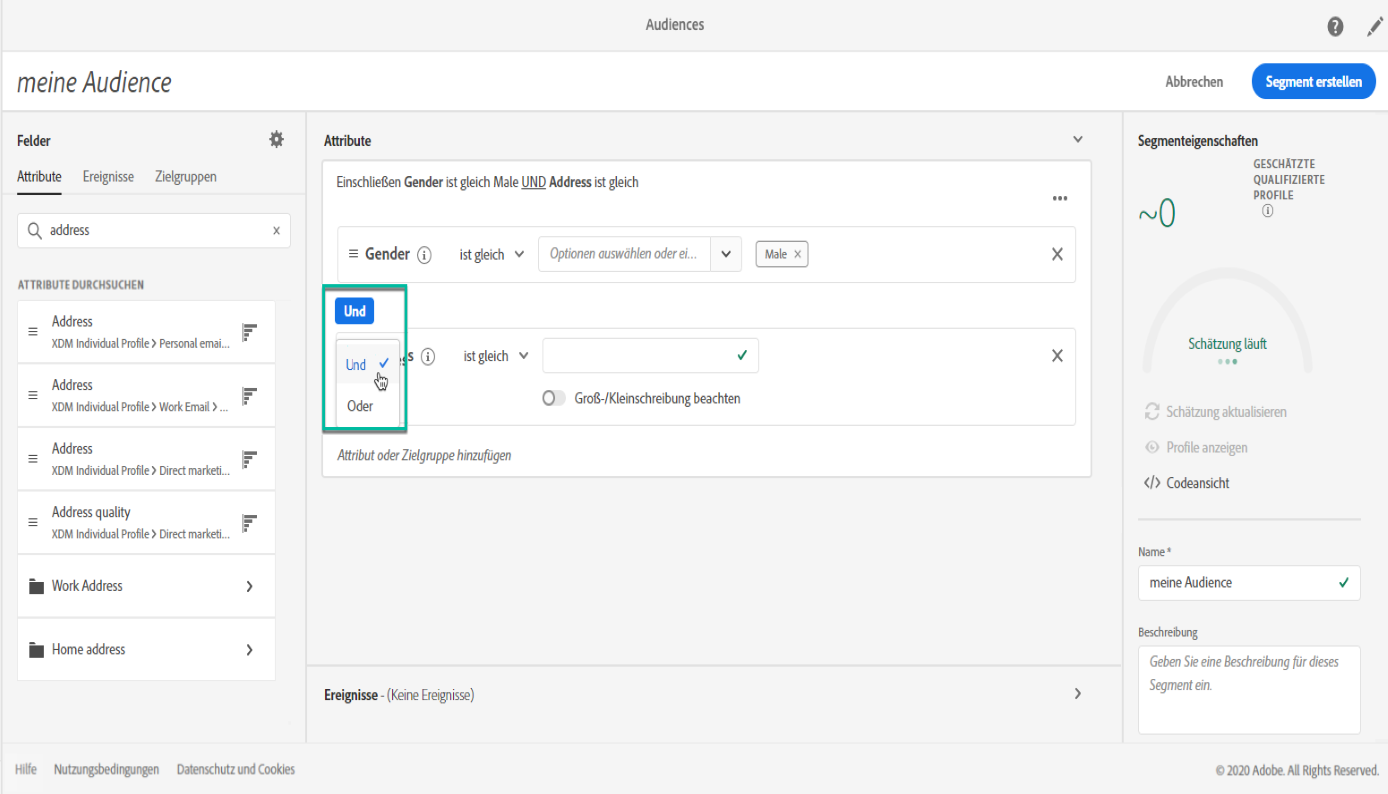 Audiences
meine Audience
Abbrechen
Segment erstellen
Felder
Attribute
Ereignisse
Zielgruppen
address
x
ATTRIBUTE DURCHSUCHEN
Address
XDM Individual Profile > Personal emai...
Address
XDM Individual Profile > Work Email > ...
Address
XDM Individual Profile > Direct marketi...
Address quality
XDM Individual Profile > Direct marketi...
Work Address
Home address
Attribute
Einschließen Gender ist gleich Male UND Address ist gleich
Gender
ist gleich
Optionen auswählen oder ei...
Male
Und
Und
Oder
s
ist gleich
Groß-/Kleinschreibung beachten
Attribut oder Zielgruppe hinzufügen
Ereignisse - (Keine Ereignisse)
Segmenteigenschaften
~0
GESCHÄTZTE
QUALIFIZIERTE
PROFILE
Schätzung läuft
Schätzung aktualisieren
Profile anzeigen
</> Codeansicht
Name *
meine Audience
Beschreibung
Geben Sie eine Beschreibung für dieses
Segment ein.
Hilfe
Nutzungsbedingungen
Datenschutz und Cookies
© 2020 Adobe. All Rights Reserved.